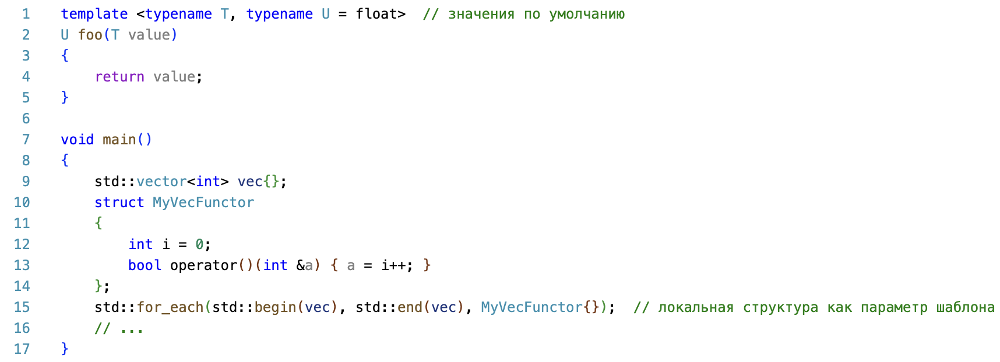 1 template <typename T, typename U = float> // значения по умолчанию
2 U foo(T value)
3 {
4 return value;
5 }
6
7 void main()
8 {
9 std::vector<int> vec{};
10 struct MyVecFunctor
11 {
12 int i = 0;
13 bool operator()(int &a) { a = i++; }
14 };
15 std::for_each(std::begin(vec), std::end(vec), MyVecFunctor{}); // локальная структура как параметр шаблона
16 // ...
17 }